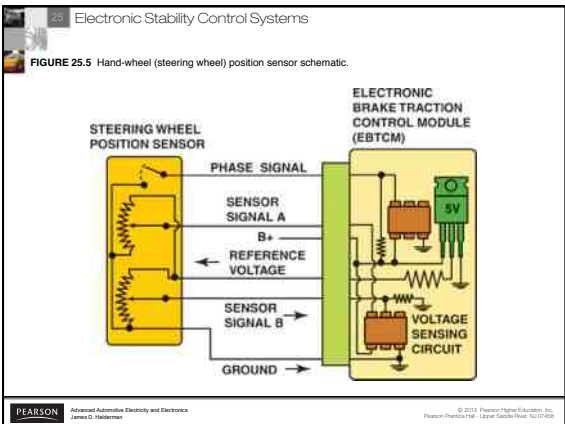 25 Electronic Stability Control Systems
FIGURE 25.5 Hand-wheel (steering wheel) position sensor schematic.
ELECTRONIC
BRAKE TRACTION
CONTROL MODULE
(EBTCM)
STEERING WHEEL
POSITION SENSOR
PHASE SIGNAL
SENSOR
SIGNAL A
5V
B+
REFERENCE
VOLTAGE
SENSOR
SIGNAL B
VOLTAGE
SENSING
CIRCUIT
GROUND
PEARSON
Advanced Automotive Electricity and Electronics
James D. Halderman
© 2013 Pearson Higher Education, Inc.
Pearson Prentice Hall - Upper Saddle River, NJ 07458